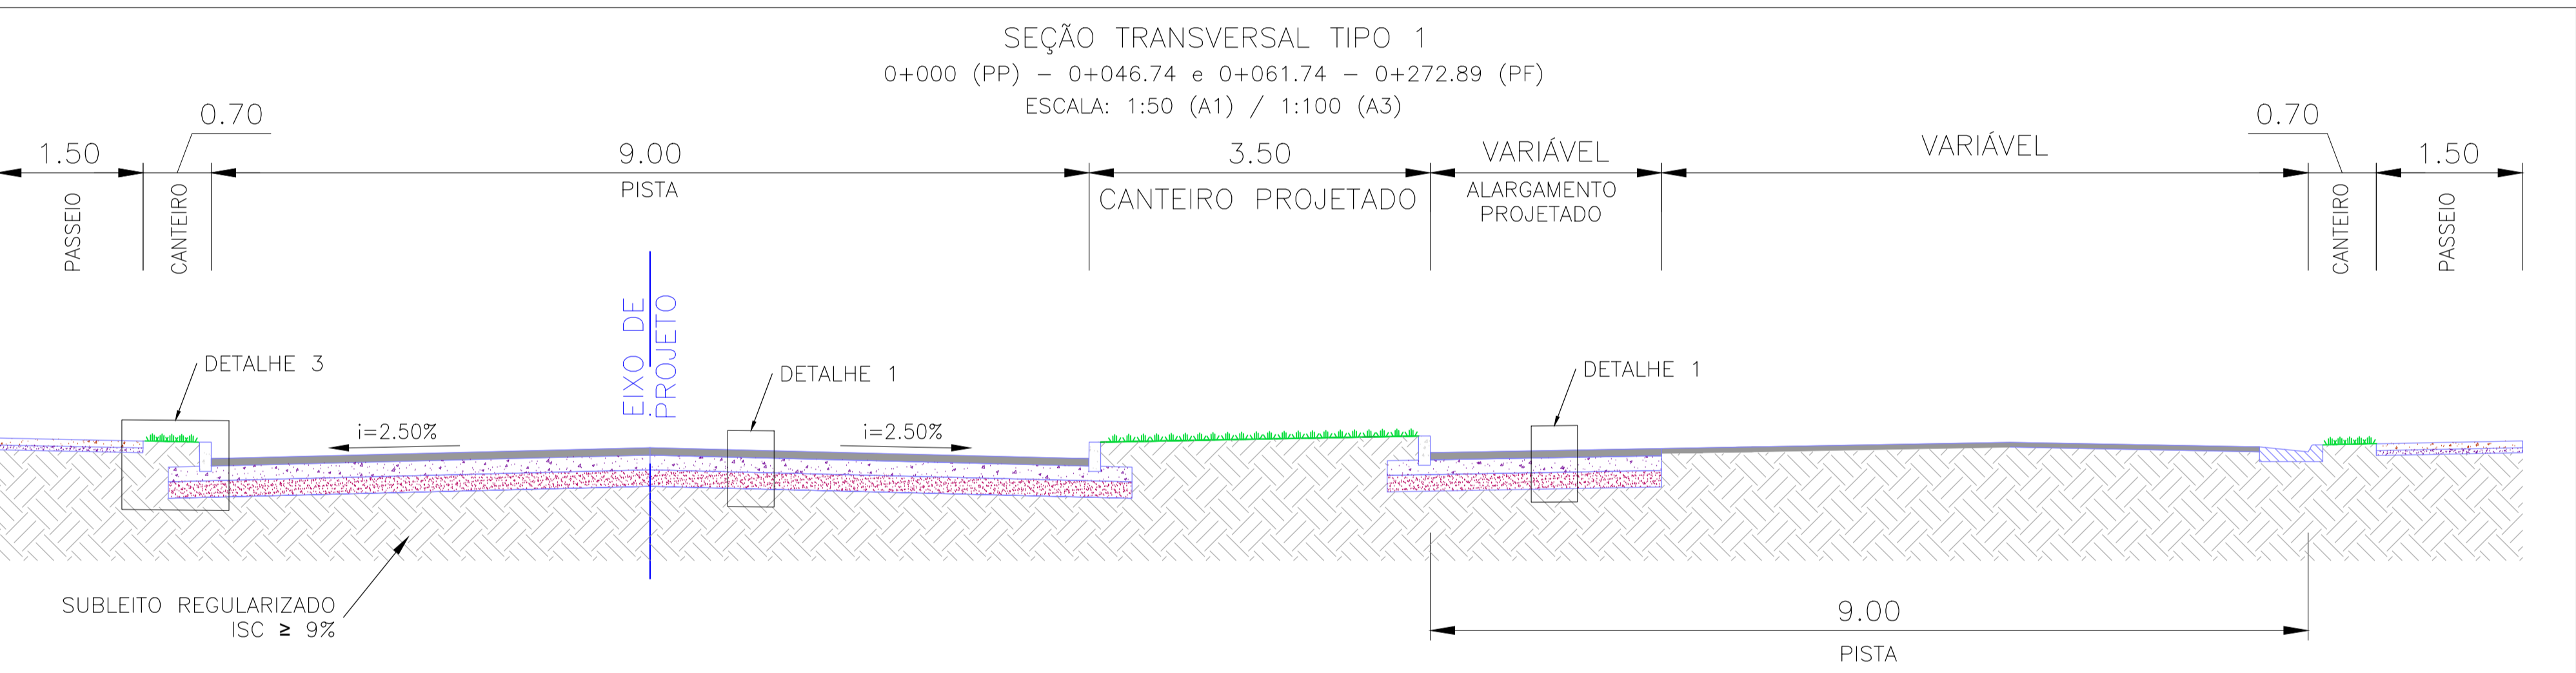 SEÇÃO TRANSVERSAL TIPO 1
0+000 (PP) – 0+046.74 e 0+061.74 – 0+272.89 (PF)
ESCALA: 1:50 (A1) / 1:100 (A3)
0.70
0.70
1.50
9.00
3.50
VARIÁVEL
VARIÁVEL
1.50
PASSEIO
CANTEIRO
PISTA
CANTEIRO PROJETADO
ALARGAMENTO
PROJETADO
CANTEIRO
PASSEIO
EIXO DE
PROJETO
DETALHE 3
DETALHE 1
DETALHE 1
i=2.50%
i=2.50%
SUBLEITO REGULARIZADO
ISC ≥ 9%
9.00
PISTA